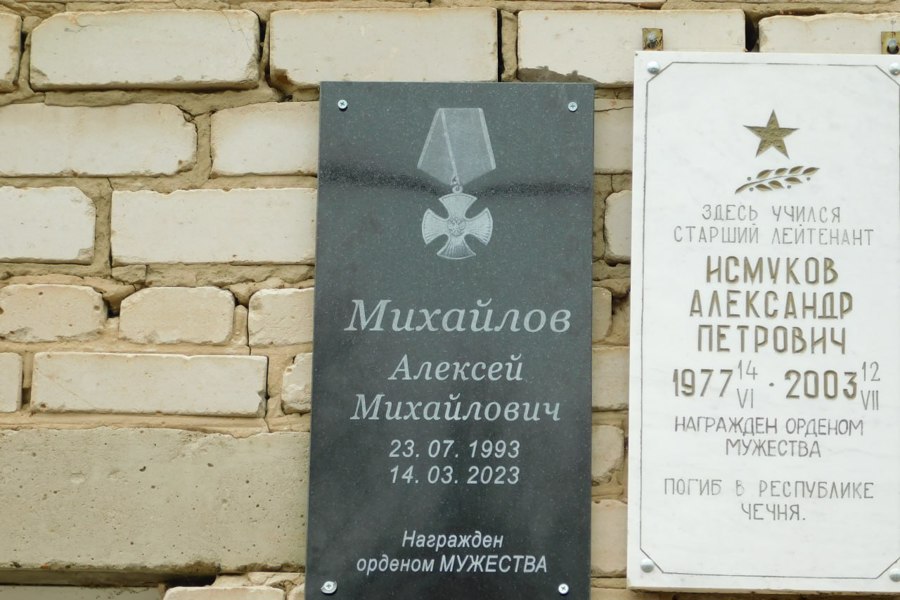 Михайлов
Алексей
Михайлович
23. 07. 1993
14. 03. 2023
Награжден
орденом МУЖЕСТВА
ЗДЕСЬ УЧИЛСЯ
СТАРШИЙ ЛЕЙТЕНАНТ
ИСМУКОВ
АЛЕКСАНДР
ПЕТРОВИЧ
1977 14/VI · 2003 12/VII
НАГРАЖДЕН ОРДЕНОМ
МУЖЕСТВА
ПОГИБ В РЕСПУБЛИКЕ
ЧЕЧНЯ.